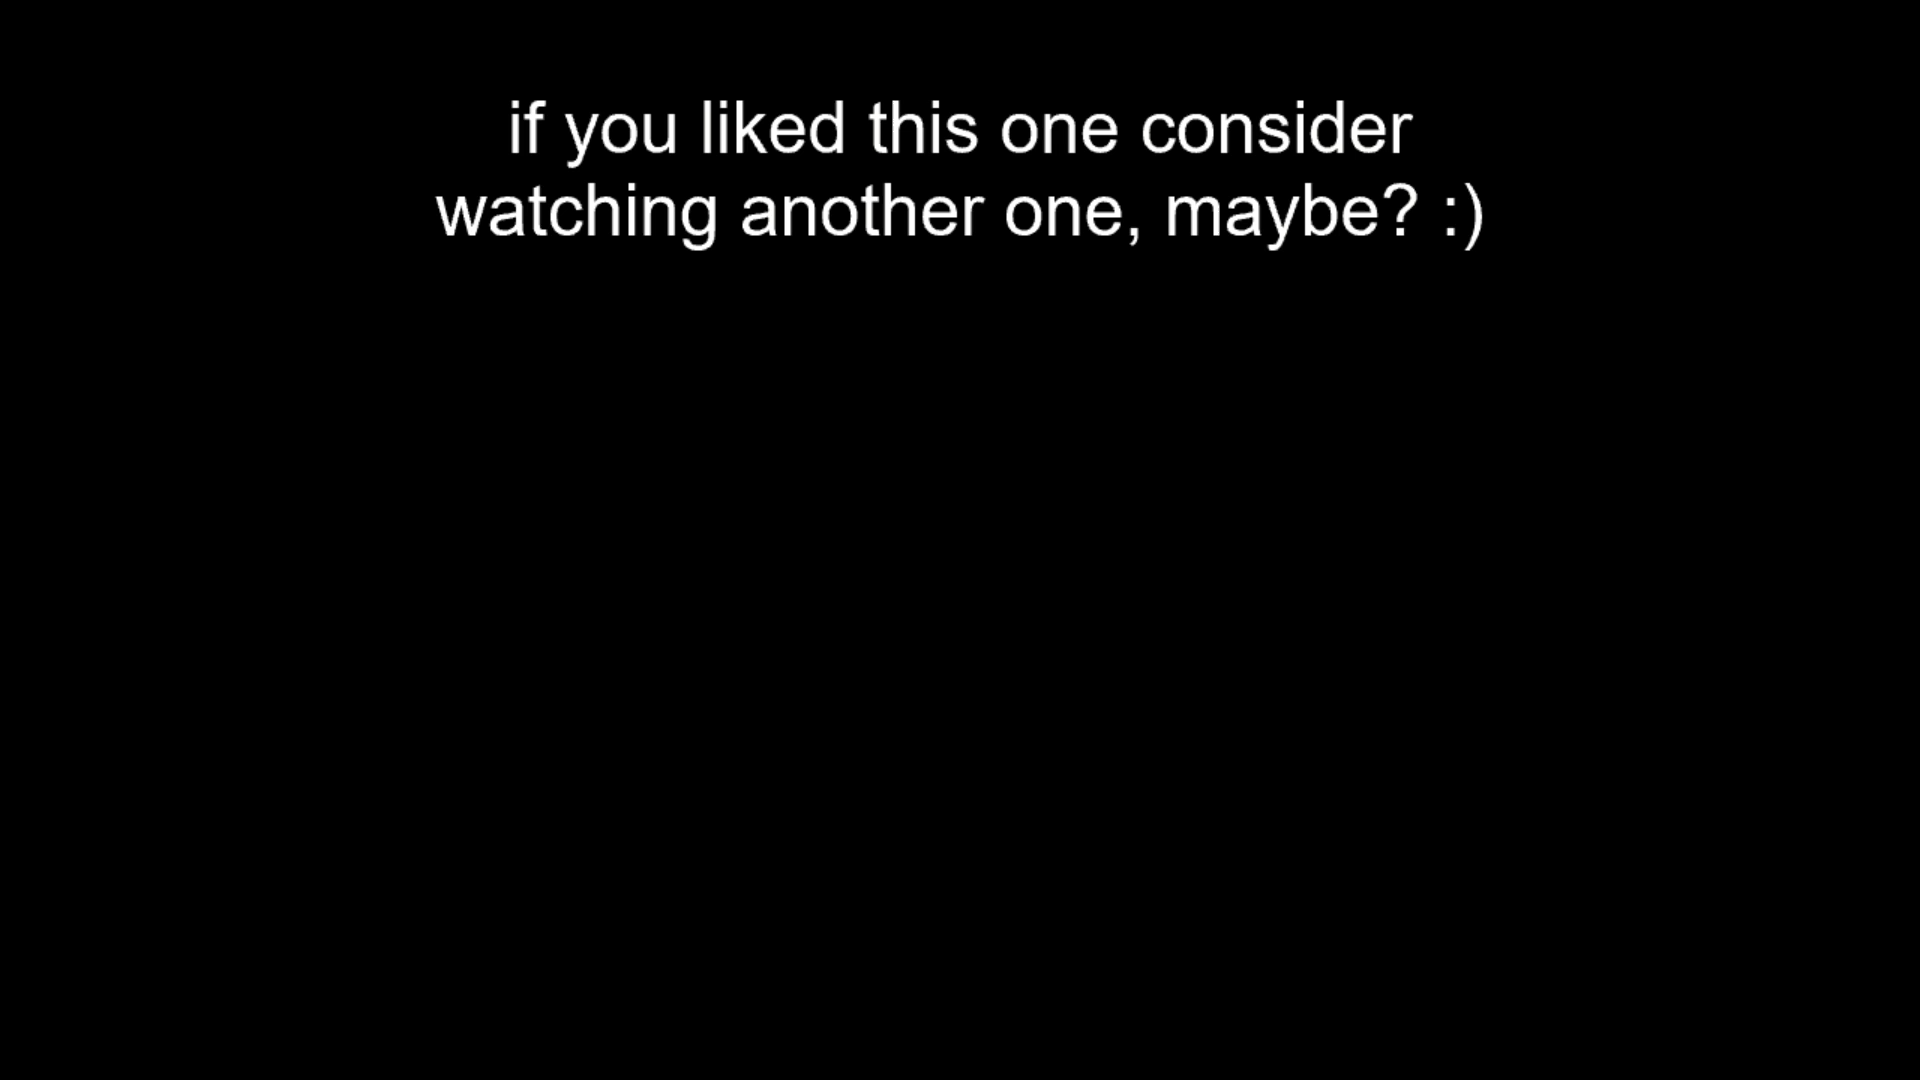 if you liked this one consider
watching another one, maybe? :)